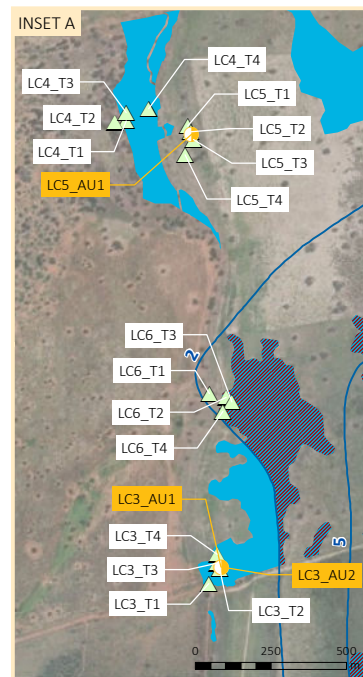 INSET A
LC4_T4
LC4_T3
LC5_T1
LC4_T2
LC5_T2
LC4_T1
LC5_T3
LC5_AU1
LC5_T4
LC6_T3
2
LC6_T1
LC6_T2
LC6_T4
LC3_AU1
LC3_T4
5
LC3_T3
LC3_AU2
LC3_T1
LC3_T2
0 250 500